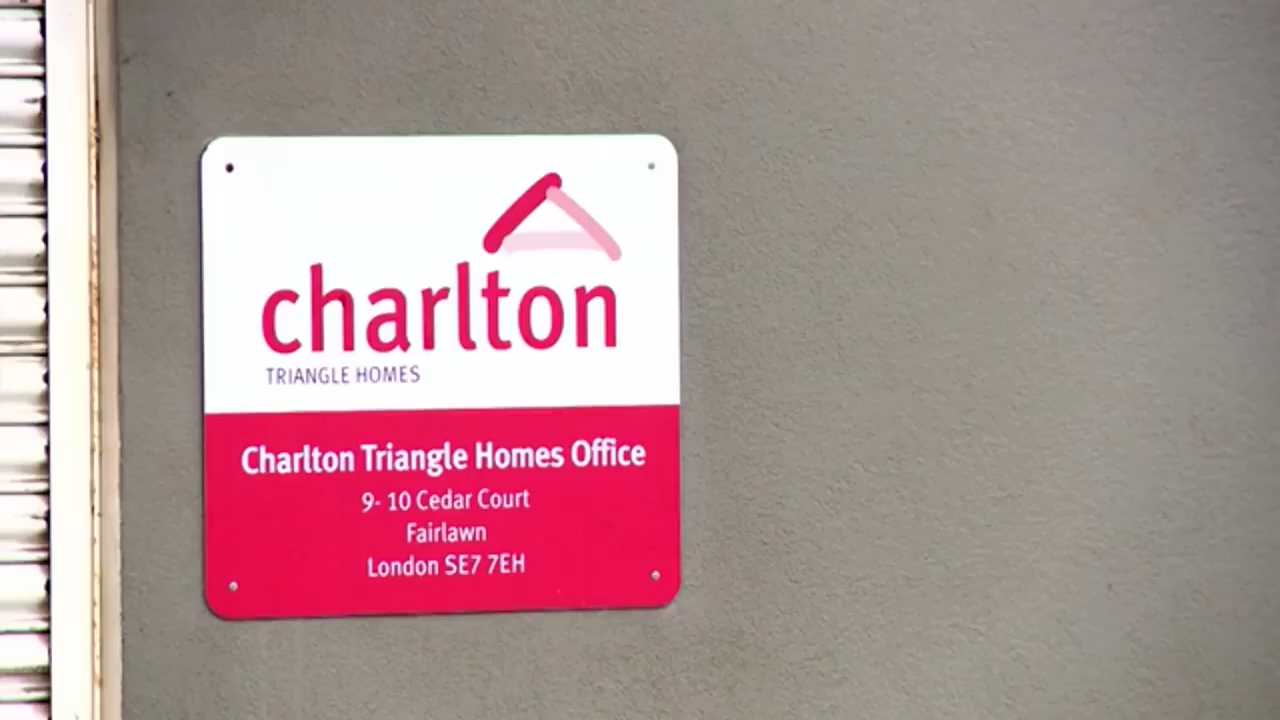 charlton
TRIANGLE HOMES
Charlton Triangle Homes Office
9- 10 Cedar Court
Fairlawn
London SE7 7EH